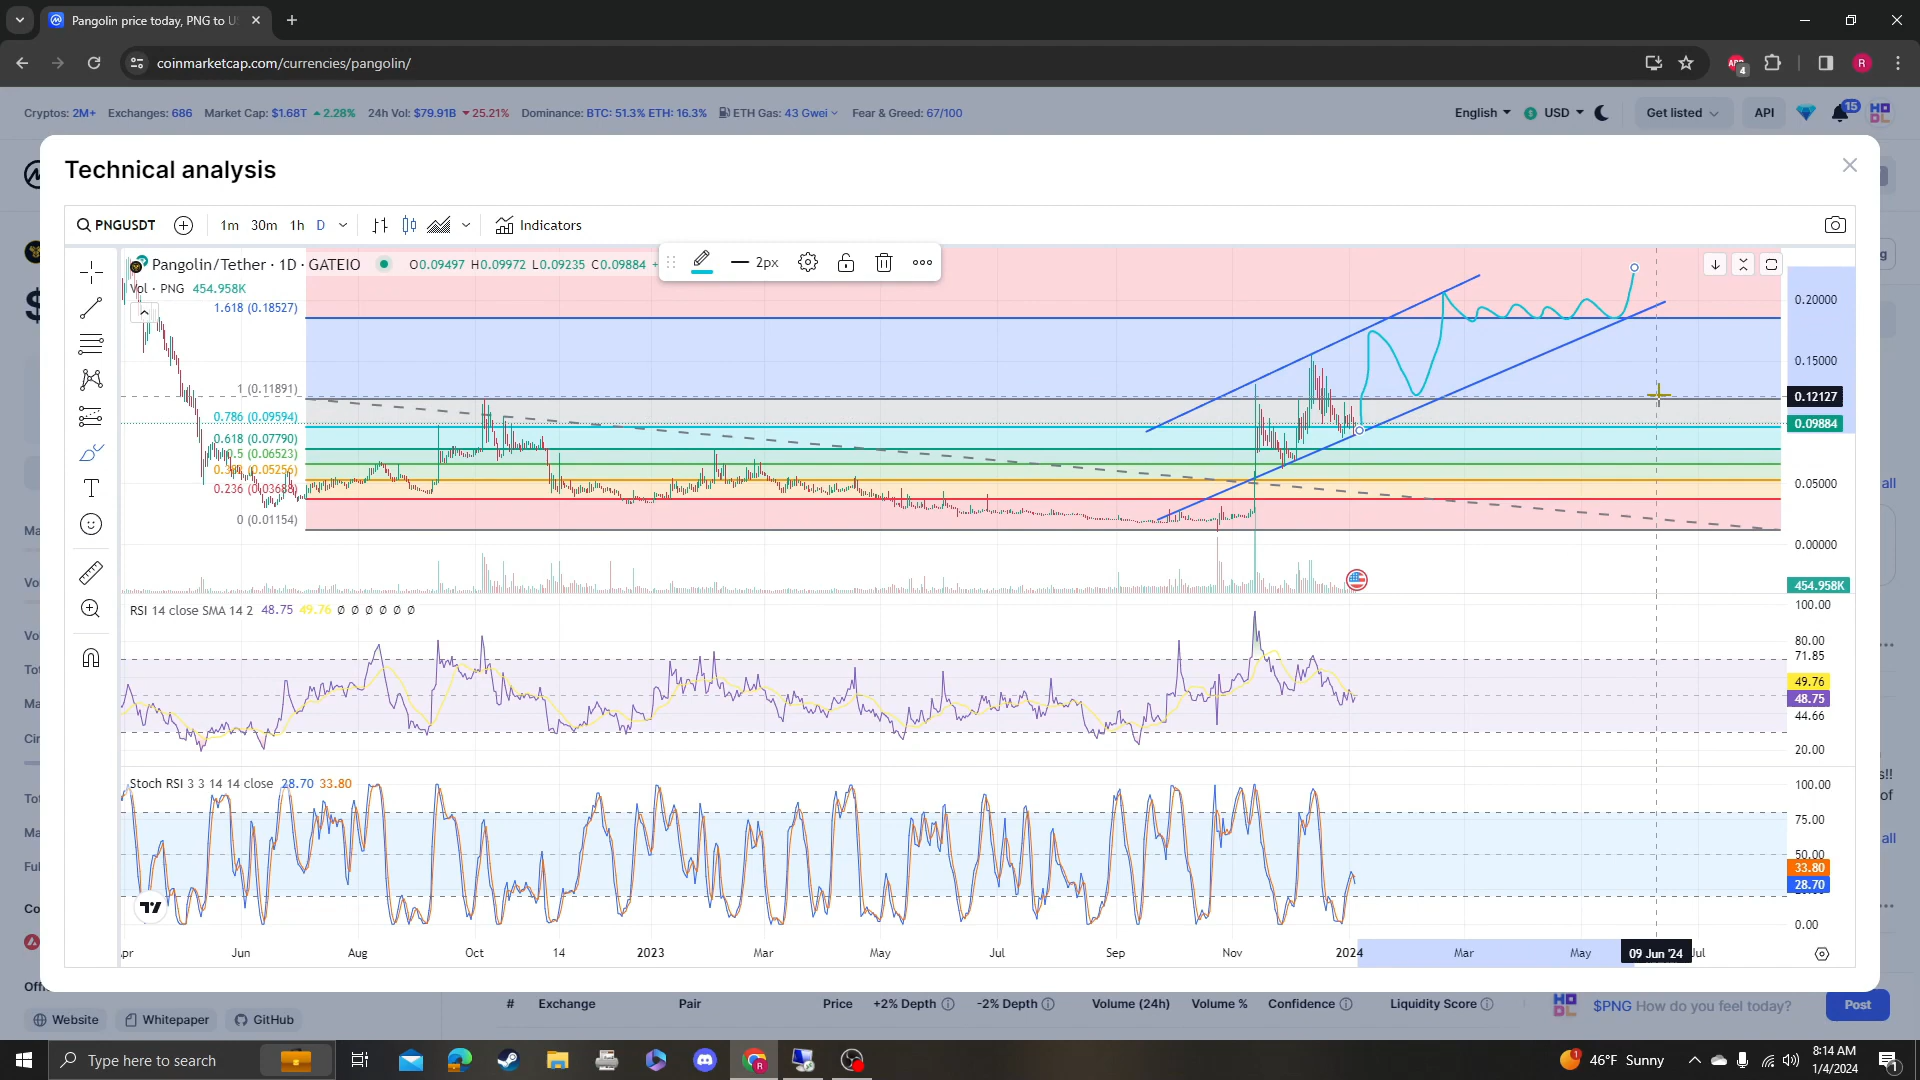 Pangolin price today, PNG to U
coinmarketcap.com/currencies/pangolin/
4
R
Cryptos: 2M+ Exchanges: 686 Market Cap: $1.68T 2.28% 24h Vol: $79.91B 25.21% Dominance: BTC: 51.3% ETH: 16.3% ETH Gas: 43 Gwei Fear & Greed: 67/100
English USD Get listed API 15
Technical analysis
PNGUSDT 1m 30m 1h D Indicators
Pangolin/Tether · 1D · GATEIO O0.09497 H0.09972 L0.09235 C0.09884
2px
Vol · PNG 454.958K
1.618 (0.18527)
1 (0.11891)
0.786 (0.09594)
0.618 (0.07790)
0.5 (0.06523)
0.382 (0.05256)
0.236 (0.03688)
0 (0.01154)
0.20000
0.15000
0.12127
0.09884
0.05000
0.00000
454.958K
RSI 14 close SMA 14 2 48.75 49.76 Ø Ø Ø Ø Ø Ø
100.00
80.00
71.85
49.76
48.75
44.66
20.00
Stoch RSI 3 3 14 14 close 28.70 33.80
100.00
75.00
50.00
33.80
28.70
0.00
Jun Aug Oct 14 2023 Mar May Jul Sep Nov 2024 Mar May 09 Jun '24 Jul
all
all
of
# Exchange Pair Price +2% Depth -2% Depth Volume (24h) Volume % Confidence Liquidity Score
$PNG How do you feel today? Post
Website Whitepaper GitHub
Type here to search
46°F Sunny
8:14 AM
1/4/2024